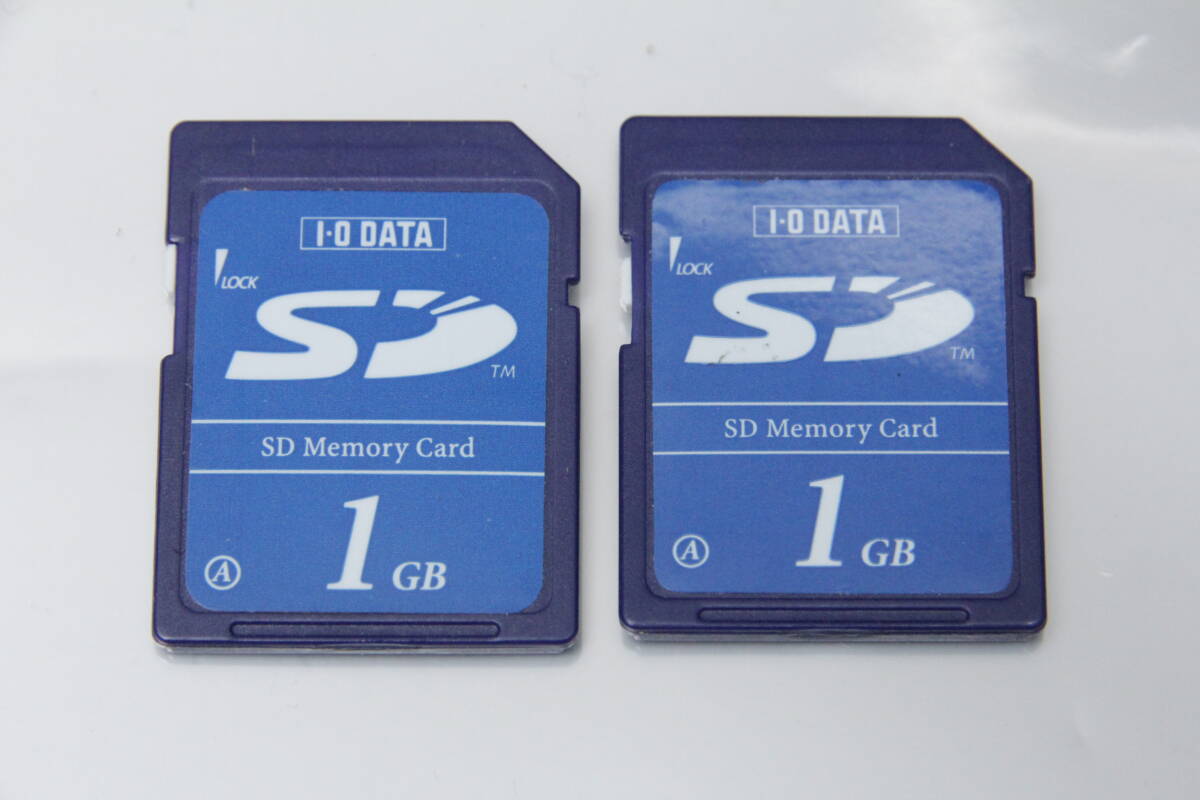 I·O DATA
LOCK
SD
TM
SD Memory Card
1 GB
A
I·O DATA
LOCK
SD
TM
SD Memory Card
1 GB
A